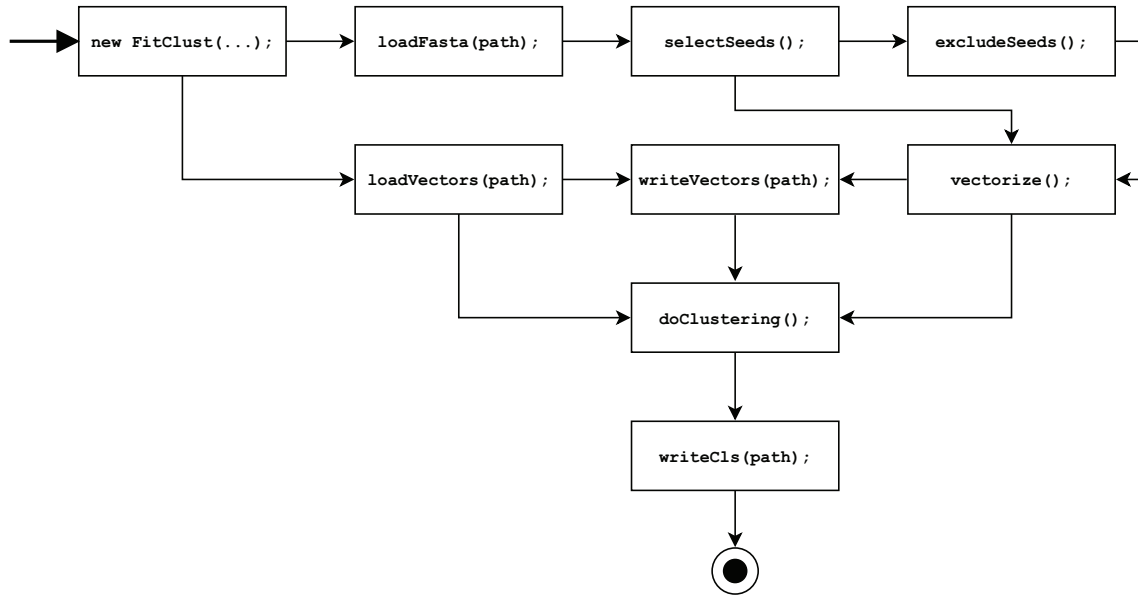 new FitClust(...);
loadFasta(path);
selectSeeds();
excludeSeeds();
loadVectors(path);
writeVectors(path);
vectorize();
doClustering();
writeCls(path);